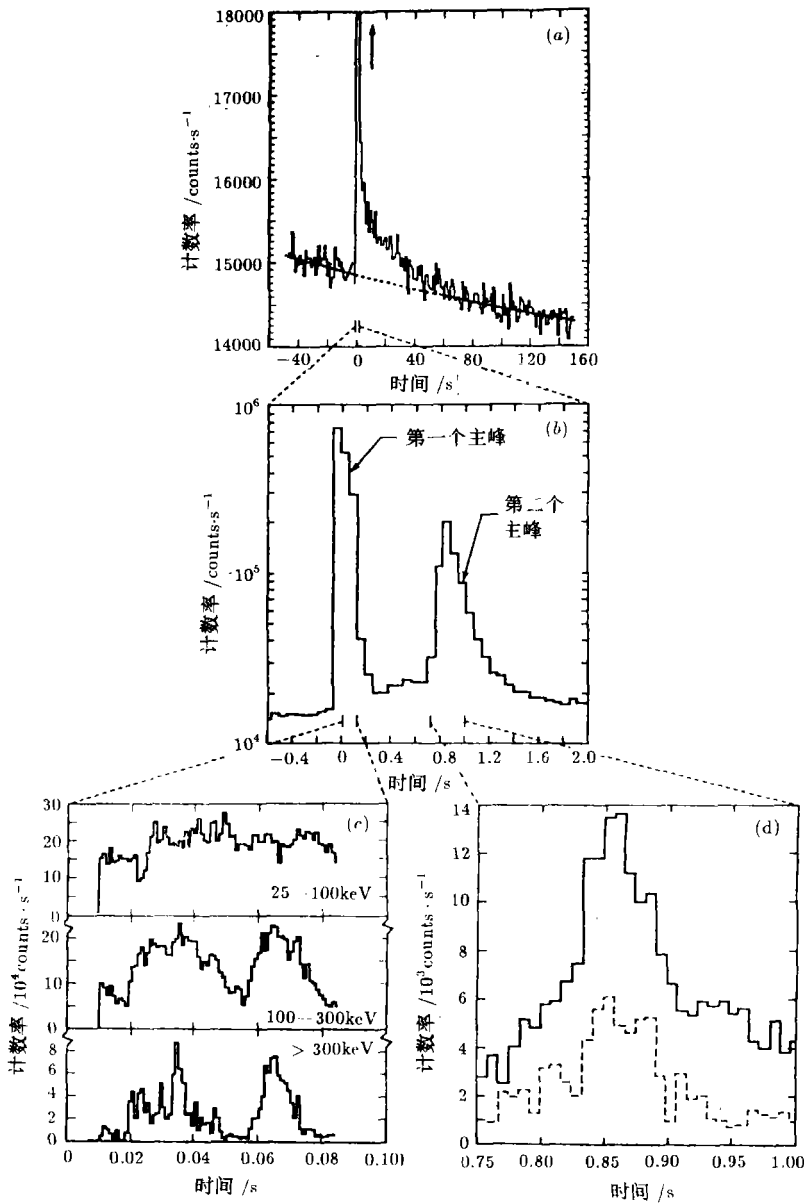 18000
(a)
17000
16000
15000
14000
计数率 /counts·s⁻¹
−40 0 40 80 120 160
时间 /s
10⁶
(b)
第一个主峰
第二个
主峰
10⁵
10⁴
计数率 /counts·s⁻¹
−0.4 0 0.4 0.8 1.2 1.6 2.0
时间 /s
30
(c)
20
10
0
25--100keV
20
10
0
100--300keV
> 300keV
8
6
4
2
0
计数率 /10⁴counts·s⁻¹
0 0.02 0.04 0.06 0.08 0.10
时间 /s
14
(d)
12
10
8
6
4
2
0
计数率 /10³counts·s⁻¹
0.75 0.80 0.85 0.90 0.95 1.00
时间 /s